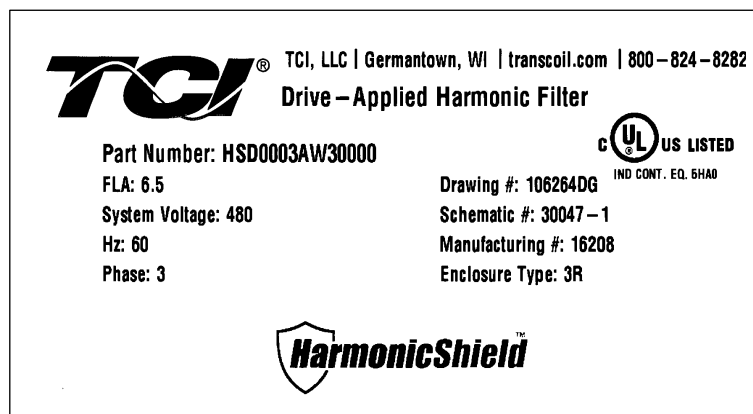 TCI® TCI, LLC | Germantown, WI | transcoil.com | 800-824-8282
Drive-Applied Harmonic Filter
C UL® US LISTED
IND CONT. EQ. 5HA0
Part Number: HSD0003AW30000
FLA: 6.5
Drawing #: 106264DG
System Voltage: 480
Schematic #: 30047-1
Hz: 60
Manufacturing #: 16208
Phase: 3
Enclosure Type: 3R
HarmonicShield™